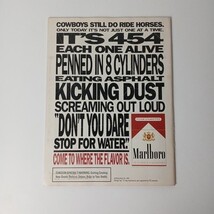 COWBOYS STILL DO RIDE HORSES.
ONLY TODAY IT'S NOT JUST ONE AT A TIME.
IT'S 454
EACH ONE ALIVE
PENNED IN 8 CYLINDERS
EATING ASPHALT
KICKING DUST
SCREAMING OUT LOUD
"DON'T YOU DARE
STOP FOR WATER."
COME TO WHERE THE FLAVOR IS.
Marlboro